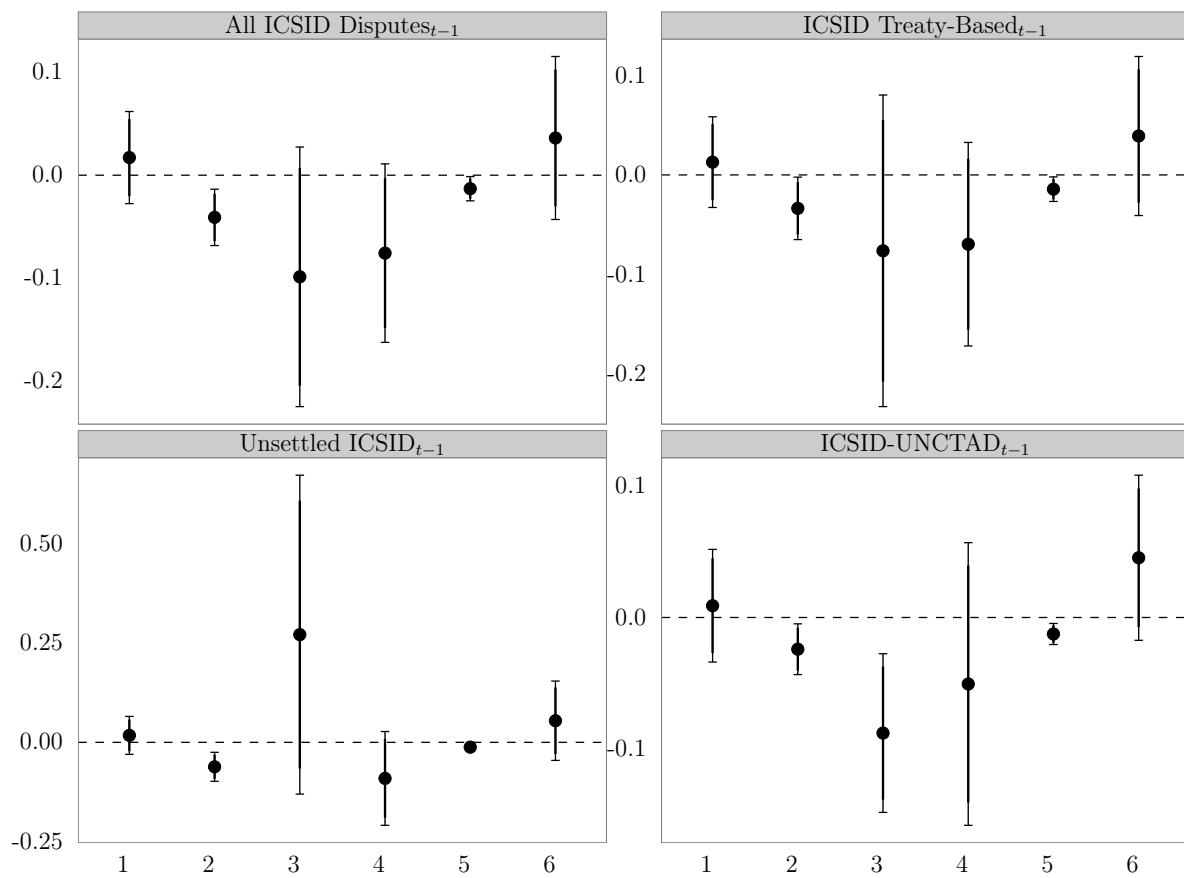 All ICSID Disputes_{t−1}
0.1
0.0
-0.1
-0.2
ICSID Treaty-Based_{t−1}
0.1
0.0
-0.1
-0.2
Unsettled ICSID_{t−1}
0.50
0.25
0.00
-0.25
1 2 3 4 5 6
ICSID-UNCTAD_{t−1}
0.1
0.0
-0.1
1 2 3 4 5 6